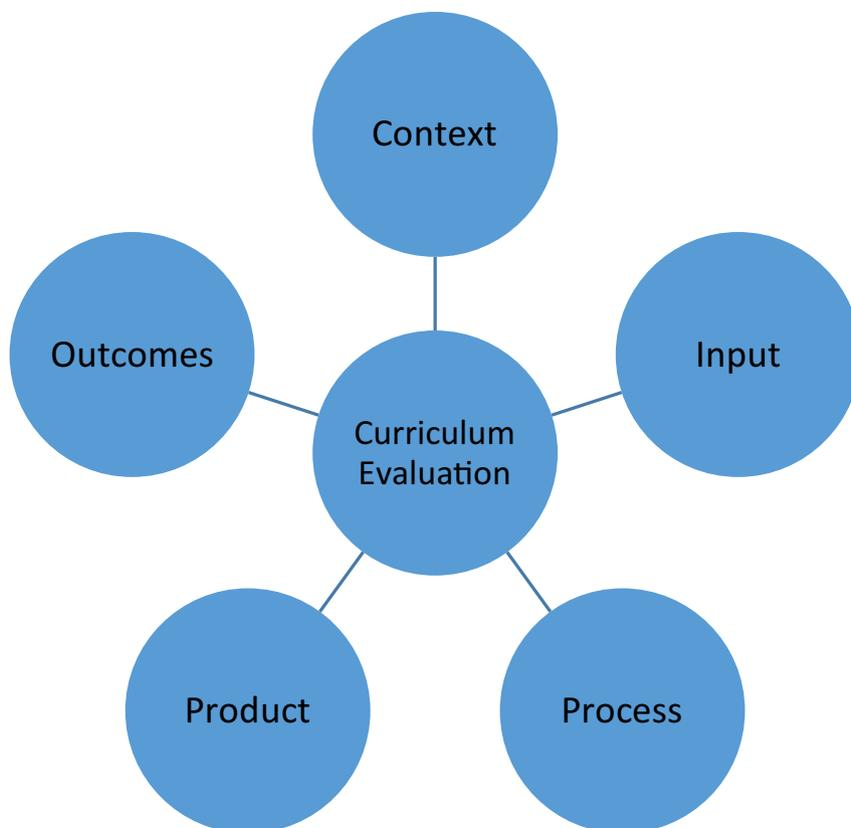 Context
Outcomes
Input
Curriculum
Evaluation
Product
Process